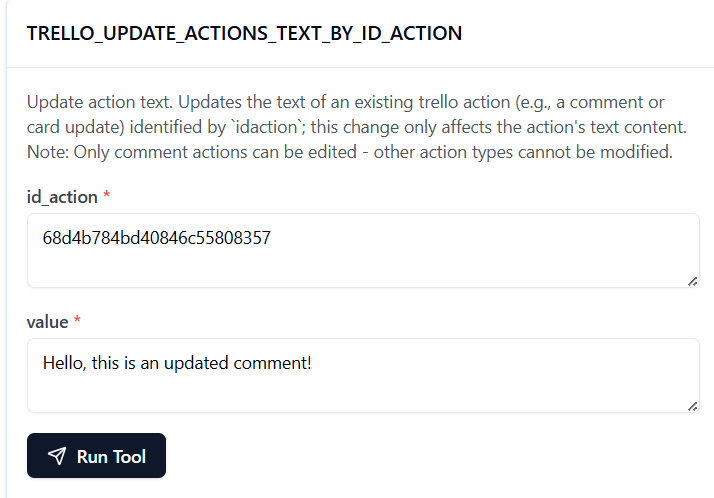 TRELLO_UPDATE_ACTIONS_TEXT_BY_ID_ACTION
Update action text. Updates the text of an existing trello action (e.g., a comment or
card update) identified by `idaction`; this change only affects the action's text content.
Note: Only comment actions can be edited - other action types cannot be modified.
id_action *
68d4b784bd40846c55808357
value *
Hello, this is an updated comment!
Run Tool